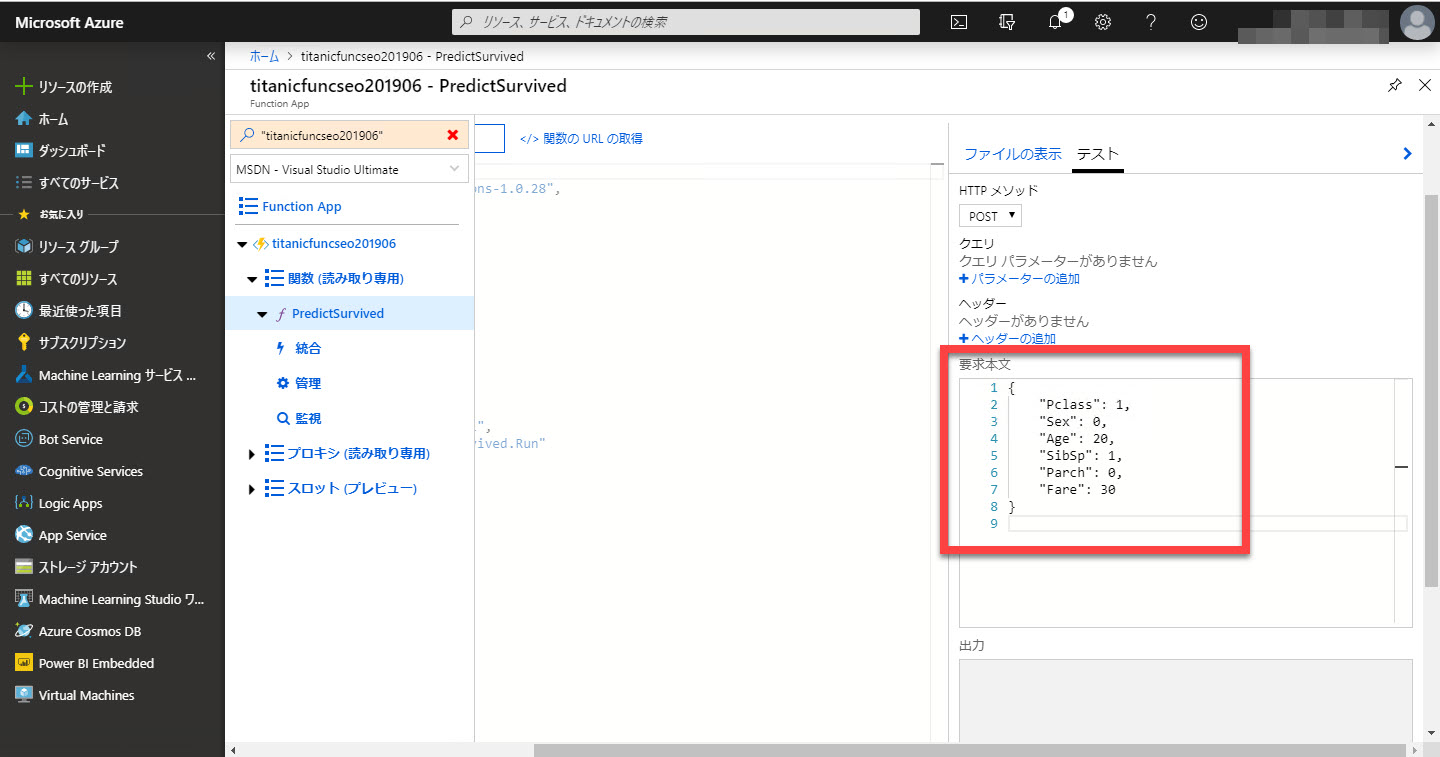 Microsoft Azure
リソース、サービス、ドキュメントの検索
1
«
リソースの作成
ホーム
ダッシュボード
すべてのサービス
お気に入り
リソース グループ
すべてのリソース
最近使った項目
サブスクリプション
Machine Learning サービス ...
コストの管理と請求
Bot Service
Cognitive Services
Logic Apps
App Service
ストレージ アカウント
Machine Learning Studio ワ...
Azure Cosmos DB
Power BI Embedded
Virtual Machines
ホーム > titanicfuncseo201906 - PredictSurvived
titanicfuncseo201906 - PredictSurvived
Function App
"titanicfuncseo201906"
MSDN - Visual Studio Ultimate
Function App
titanicfuncseo201906
関数 (読み取り専用)
PredictSurvived
統合
管理
監視
プロキシ (読み取り専用)
スロット (プレビュー)
</> 関数の URL の取得
ns-1.0.28",
",
ived.Run"
ファイルの表示 テスト
HTTP メソッド
POST
クエリ
クエリ パラメーターがありません
パラメーターの追加
ヘッダー
ヘッダーがありません
ヘッダーの追加
要求本文
1 {
2 "Pclass": 1,
3 "Sex": 0,
4 "Age": 20,
5 "SibSp": 1,
6 "Parch": 0,
7 "Fare": 30
8 }
9
出力